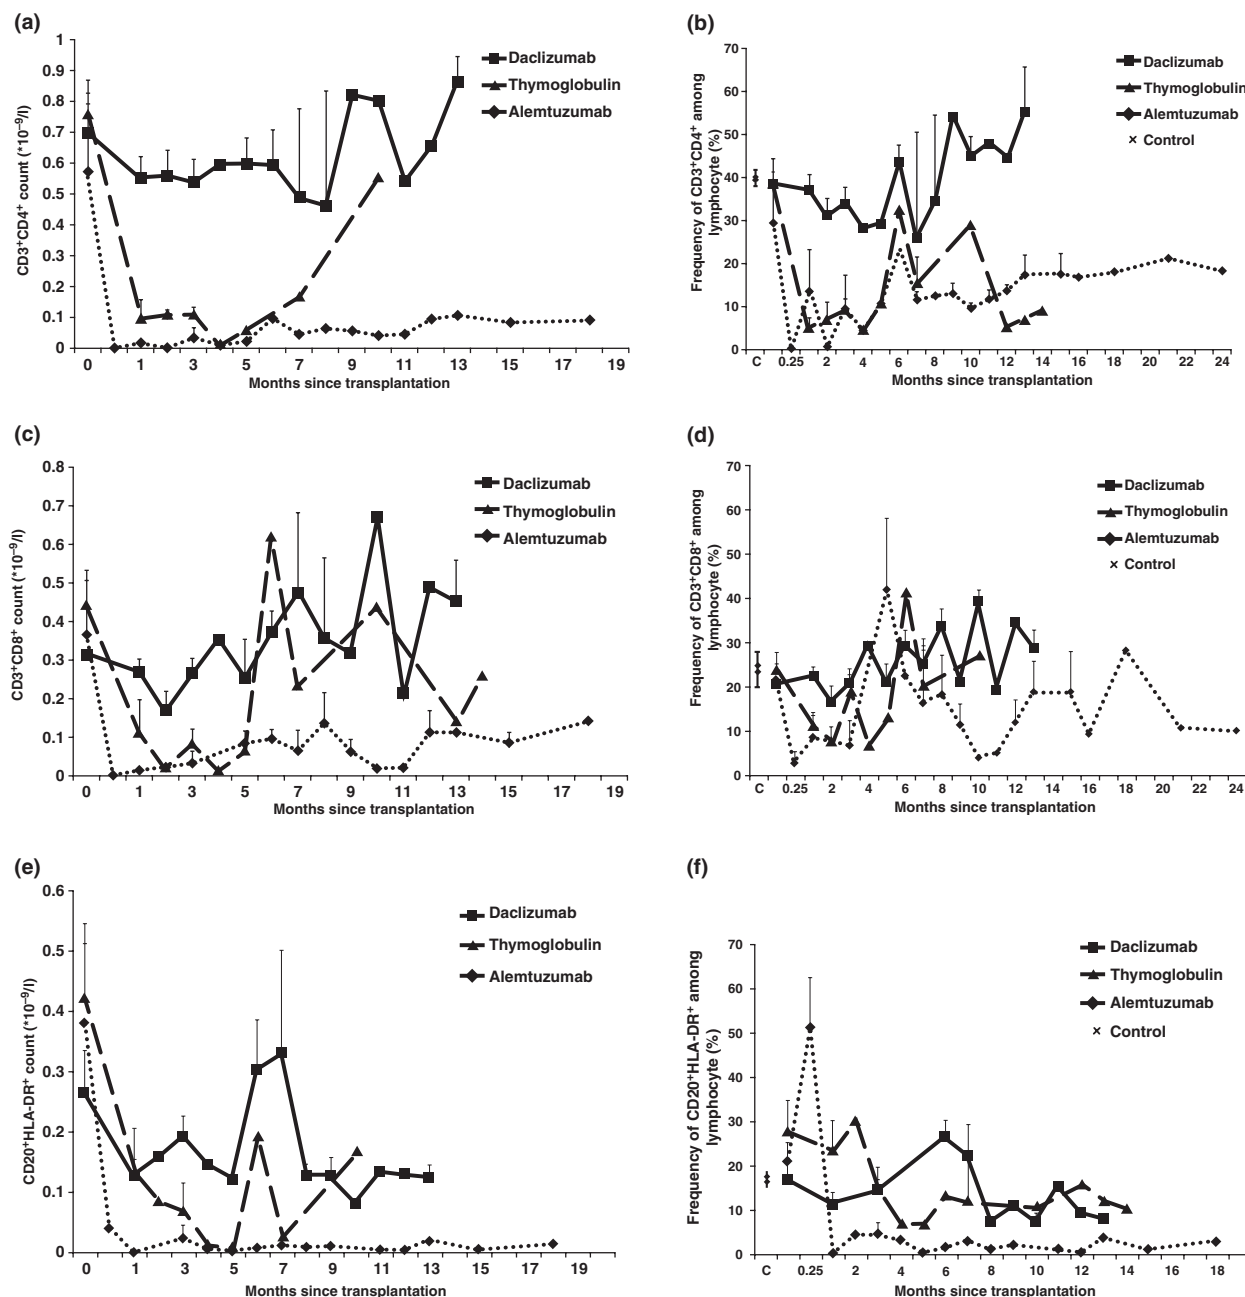 (a)
1
0.9
0.8
0.7
0.6
0.5
0.4
0.3
0.2
0.1
0
CD3⁺CD4⁺ count (*10⁻⁹/l)
Daclizumab
Thymoglobulin
Alemtuzumab
0 1 3 5 7 9 11 13 15 17 19
Months since transplantation
(b)
70
60
50
40
30
20
10
0
Frequency of CD3⁺CD4⁺ among
lymphocyte (%)
Daclizumab
Thymoglobulin
Alemtuzumab
× Control
C 0.25 2 4 6 8 10 12 14 16 18 20 22 24
Months since transplantation
(c)
0.8
0.7
0.6
0.5
0.4
0.3
0.2
0.1
0
CD3⁺CD8⁺ count (*10⁻⁹/l)
Daclizumab
Thymoglobulin
Alemtuzumab
0 1 3 5 7 9 11 13 15 17 19
Months since transplantation
(d)
70
60
50
40
30
20
10
0
Frequency of CD3⁺CD8⁺ among
lymphocyte (%)
Daclizumab
Thymoglobulin
Alemtuzumab
× Control
C 0.25 2 4 6 8 10 12 14 16 18 20 22 24
Months since transplantation
(e)
0.6
0.5
0.4
0.3
0.2
0.1
0
CD20⁺HLA-DR⁺ count (*10⁻⁹/l)
Daclizumab
Thymoglobulin
Alemtuzumab
0 1 3 5 7 9 11 13 15 17 19
Months since transplantation
(f)
70
60
50
40
30
20
10
0
Frequency of CD20⁺HLA-DR⁺ among
lymphocyte (%)
Daclizumab
Thymoglobulin
Alemtuzumab
× Control
C 0.25 2 4 6 8 10 12 14 16 18
Months since transplantation